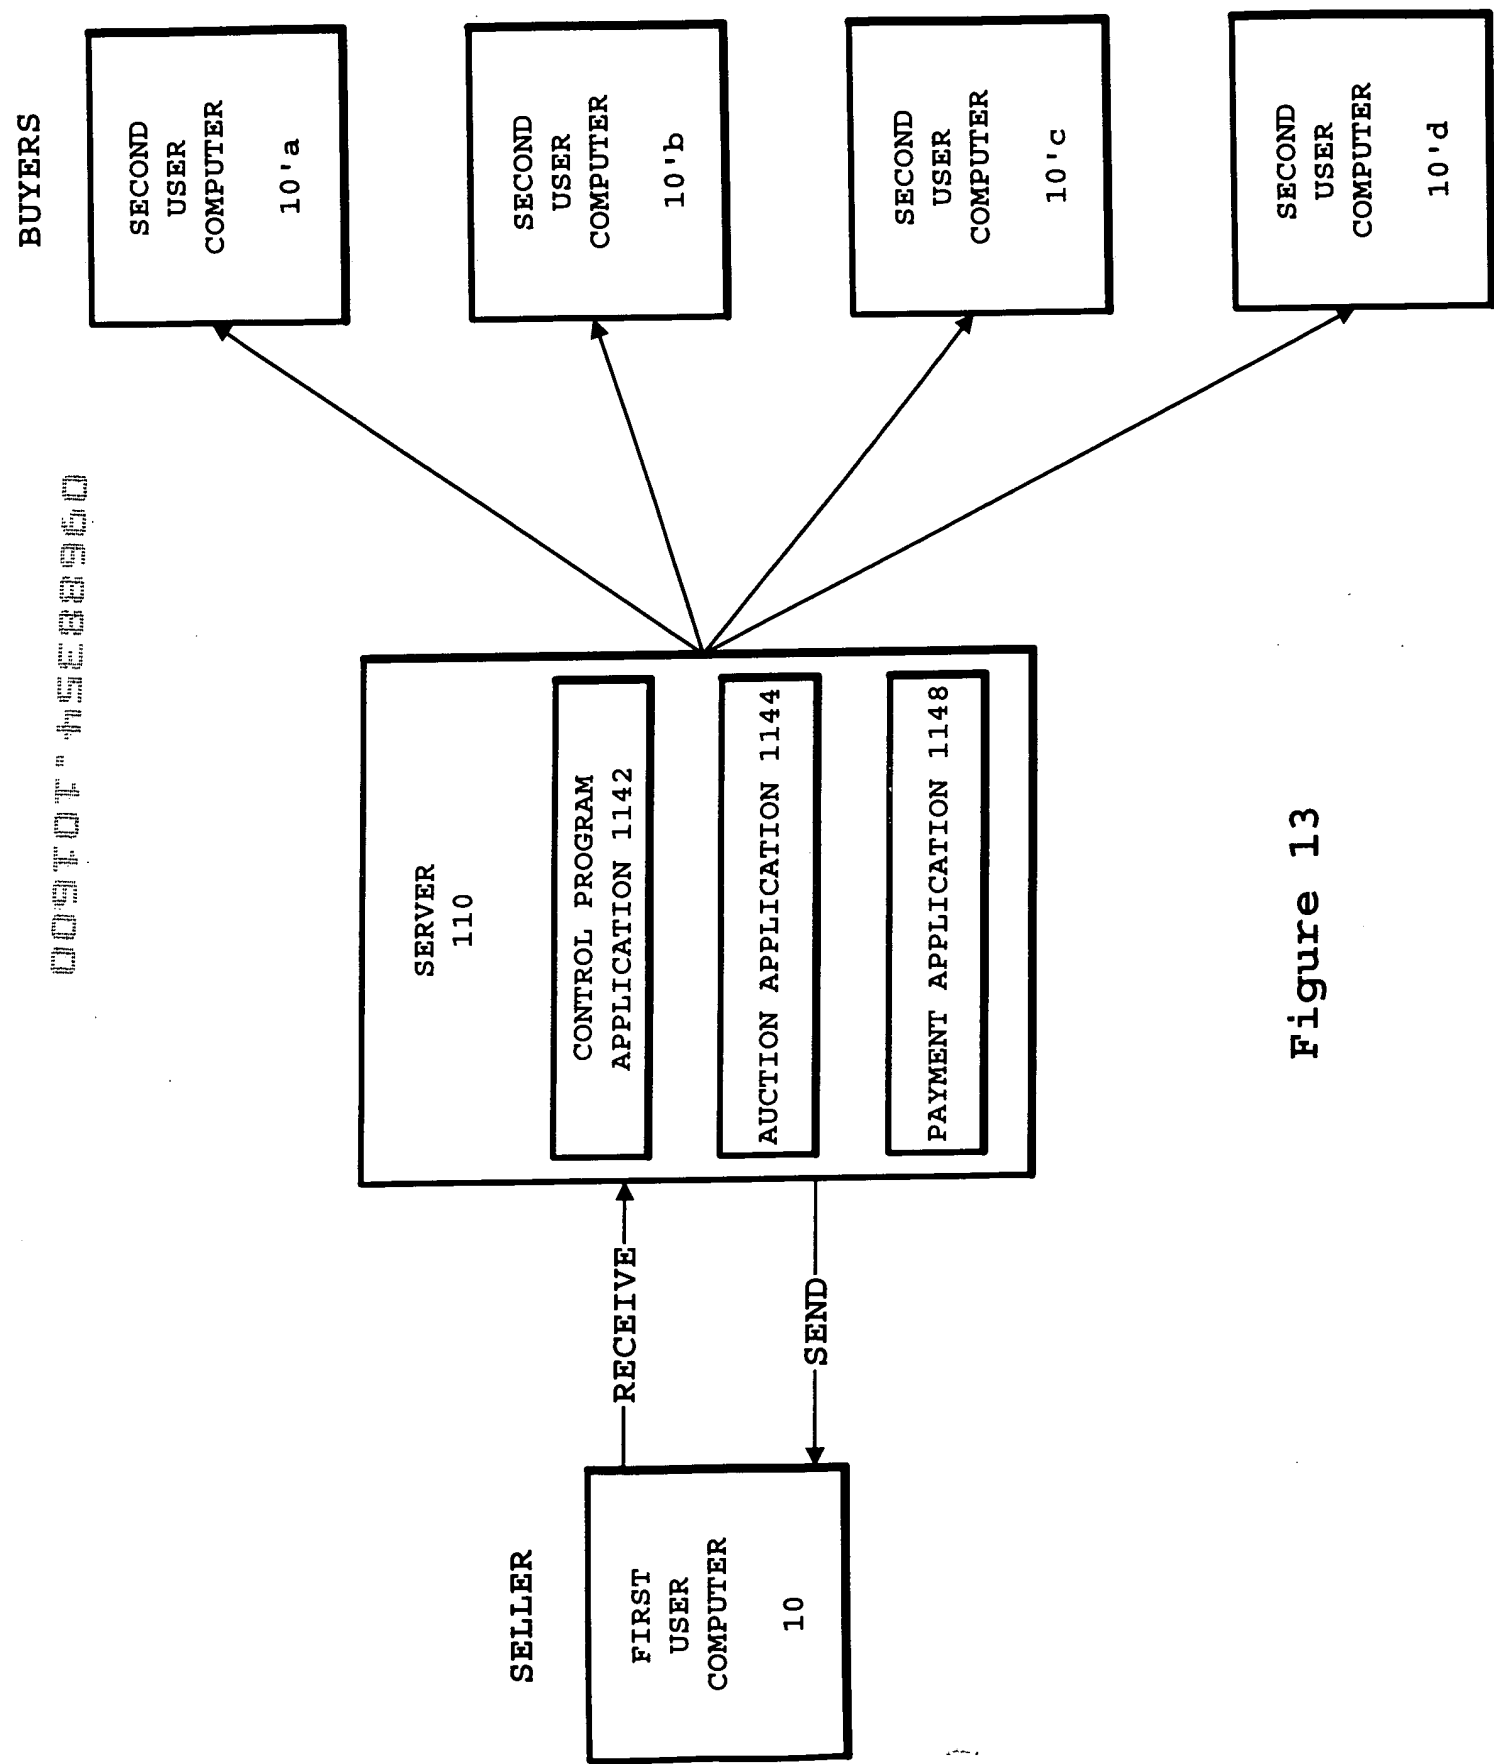 SELLER
FIRST
USER
COMPUTER
10
RECEIVE
SEND
SERVER
110
CONTROL PROGRAM
APPLICATION 1142
AUCTION APPLICATION 1144
PAYMENT APPLICATION 1148
BUYERS
SECOND
USER
COMPUTER
10'a
SECOND
USER
COMPUTER
10'b
SECOND
USER
COMPUTER
10'c
SECOND
USER
COMPUTER
10'd
Figure 13
09688354.101600